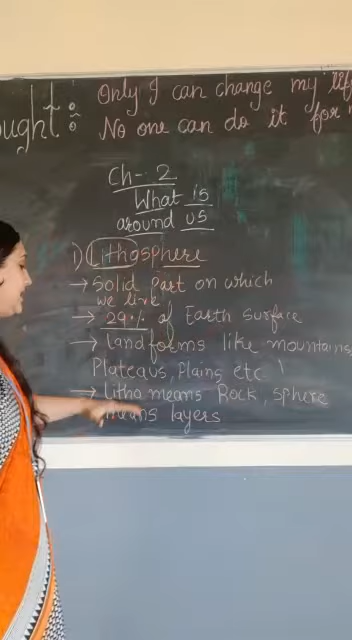 ought: Only I can change my lif
No one can do it for
Ch- 2
What is
around us
1) Lithosphere
→ Solid part on which
we live
→ 29% of Earth surface
→ landforms like mountains
Plateaus, Plains etc
→ Litho means Rock, sphere
means layers